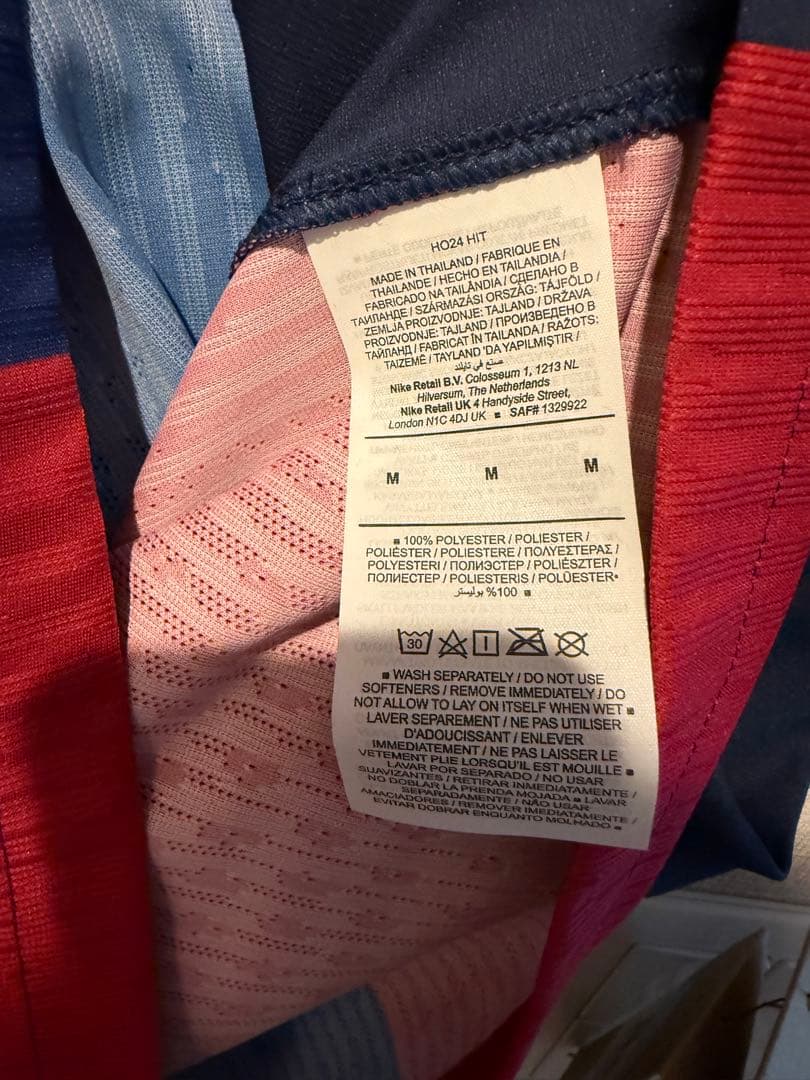 HO24 HIT
MADE IN THAILAND / FABRIQUE EN
THAILANDE / HECHO EN TAILANDIA /
FABRICADO NA TAILÂNDIA / СДЕЛАНО В
ТАИЛАНДЕ / SZÁRMAZÁSI ORSZÁG: TÁJFÖLD /
ZEMLJA PROIZVODNJE: TAJLAND / DRŽAVA
PROIZVODNJE: TAJLAND / ПРОИЗВЕДЕНО В
ТАЙЛАНД / FABRICAT ÎN TAILANDA / RAŽOTS:
TAIZEMĒ / TAYLAND 'DA YAPILMIŞTIR /
صنع في تايلند
Nike Retail B.V. Colosseum 1, 1213 NL
Hilversum, The Netherlands
Nike Retail UK 4 Handyside Street,
London N1C 4DJ UK ■ SAF# 1329922
M M M
■ 100% POLYESTER / POLIESTER /
POLIÉSTER / POLIESTERE / ΠΟΛΥΕΣΤΕΡΑΣ /
POLYESTERI / ПОЛИЭСТЕР / POLIÉSZTER /
ПОЛИЕСТЕР / POLIESTERIS / POLÜESTER■
100% بوليستر ■
30
■ WASH SEPARATELY / DO NOT USE
SOFTENERS / REMOVE IMMEDIATELY / DO
NOT ALLOW TO LAY ON ITSELF WHEN WET ■
LAVER SEPAREMENT / NE PAS UTILISER
D'ADOUCISSANT / ENLEVER
IMMEDIATEMENT / NE PAS LAISSER LE
VETEMENT PLIE LORSQU'IL EST MOUILLE ■
LAVAR POR SEPARADO / NO USAR
SUAVIZANTES / RETIRAR INMEDIATAMENTE /
NO DOBLAR LA PRENDA MOJADA ■ LAVAR
SEPARADAMENTE / NÃO USAR
AMACIADORES / REMOVER IMEDIATAMENTE /
EVITAR DOBRAR ENQUANTO MOLHADO ■